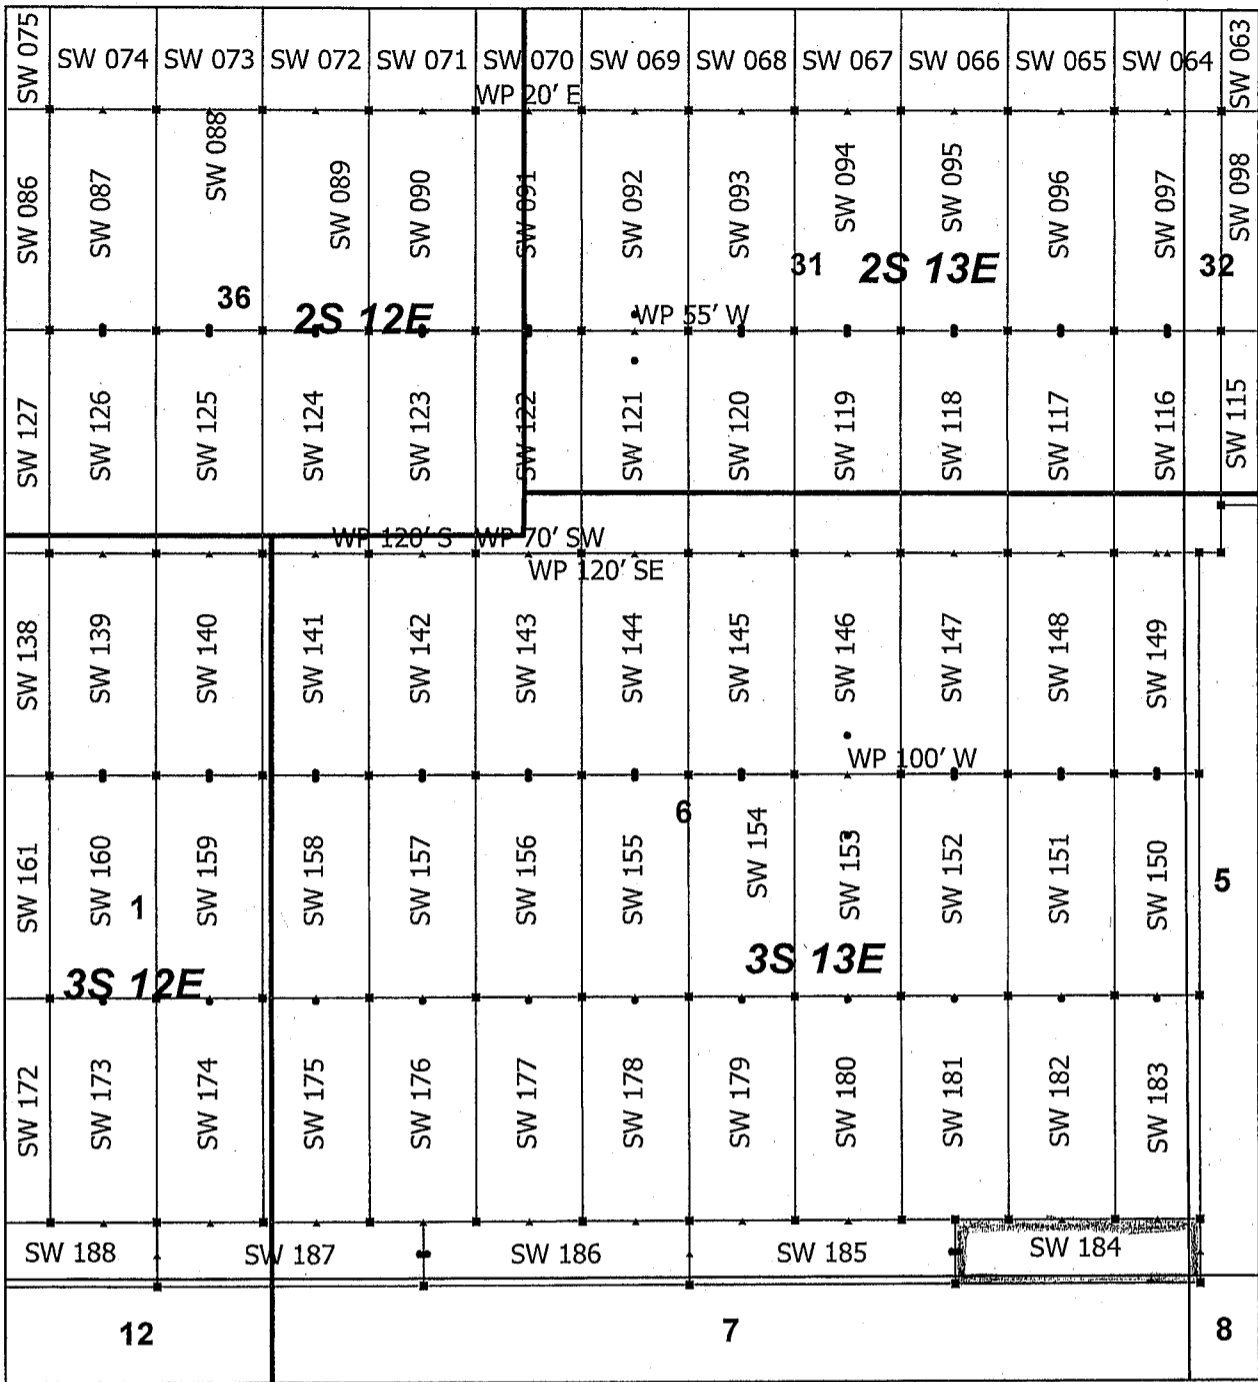 SW 075 SW 074 SW 073 SW 072 SW 071 SW 070 SW 069 SW 068 SW 067 SW 066 SW 065 SW 064 SW 063
WP 20' E
SW 086 SW 087 SW 088 SW 089 SW 090 SW 091 SW 092 SW 093 SW 094 SW 095 SW 096 SW 097 SW 098
36 2S 12E 31 2S 13E 32
WP 55' W
SW 127 SW 126 SW 125 SW 124 SW 123 SW 122 SW 121 SW 120 SW 119 SW 118 SW 117 SW 116 SW 115
WP 120' S WP 70' SW
WP 120' SE
SW 138 SW 139 SW 140 SW 141 SW 142 SW 143 SW 144 SW 145 SW 146 SW 147 SW 148 SW 149
WP 100' W
6
SW 161 SW 160 SW 159 SW 158 SW 157 SW 156 SW 155 SW 154 SW 153 SW 152 SW 151 SW 150
1 5
3S 12E 3S 13E
SW 172 SW 173 SW 174 SW 175 SW 176 SW 177 SW 178 SW 179 SW 180 SW 181 SW 182 SW 183
SW 188 SW 187 SW 186 SW 185 SW 184
12 7 8